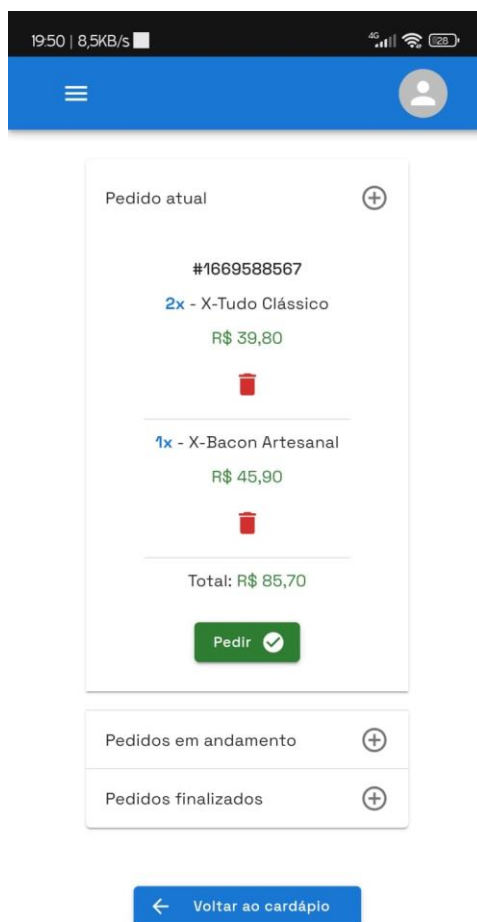 19:50 | 8,5KB/s
4G
28
Pedido atual
#1669588567
2x - X-Tudo Clássico
R$ 39,80
1x - X-Bacon Artesanal
R$ 45,90
Total: R$ 85,70
Pedir
Pedidos em andamento
Pedidos finalizados
Voltar ao cardápio